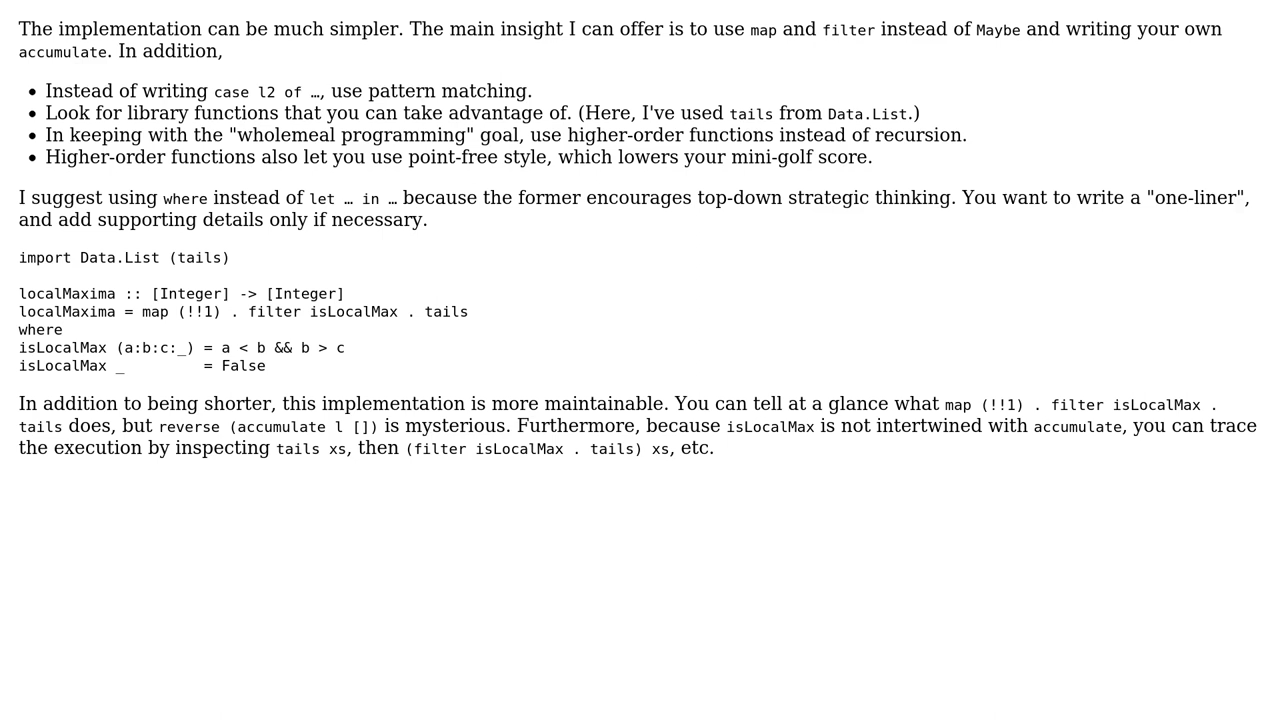 The implementation can be much simpler. The main insight I can offer is to use map and filter instead of Maybe and writing your own
accumulate. In addition,
• Instead of writing case l2 of …, use pattern matching.
• Look for library functions that you can take advantage of. (Here, I've used tails from Data.List.)
• In keeping with the "wholemeal programming" goal, use higher-order functions instead of recursion.
• Higher-order functions also let you use point-free style, which lowers your mini-golf score.
I suggest using where instead of let … in … because the former encourages top-down strategic thinking. You want to write a "one-liner",
and add supporting details only if necessary.
import Data.List (tails)
localMaxima :: [Integer] -> [Integer]
localMaxima = map (!!1) . filter isLocalMax . tails
where
isLocalMax (a:b:c:_) = a < b && b > c
isLocalMax _         = False
In addition to being shorter, this implementation is more maintainable. You can tell at a glance what map (!!1) . filter isLocalMax .
tails does, but reverse (accumulate l []) is mysterious. Furthermore, because isLocalMax is not intertwined with accumulate, you can trace
the execution by inspecting tails xs, then (filter isLocalMax . tails) xs, etc.